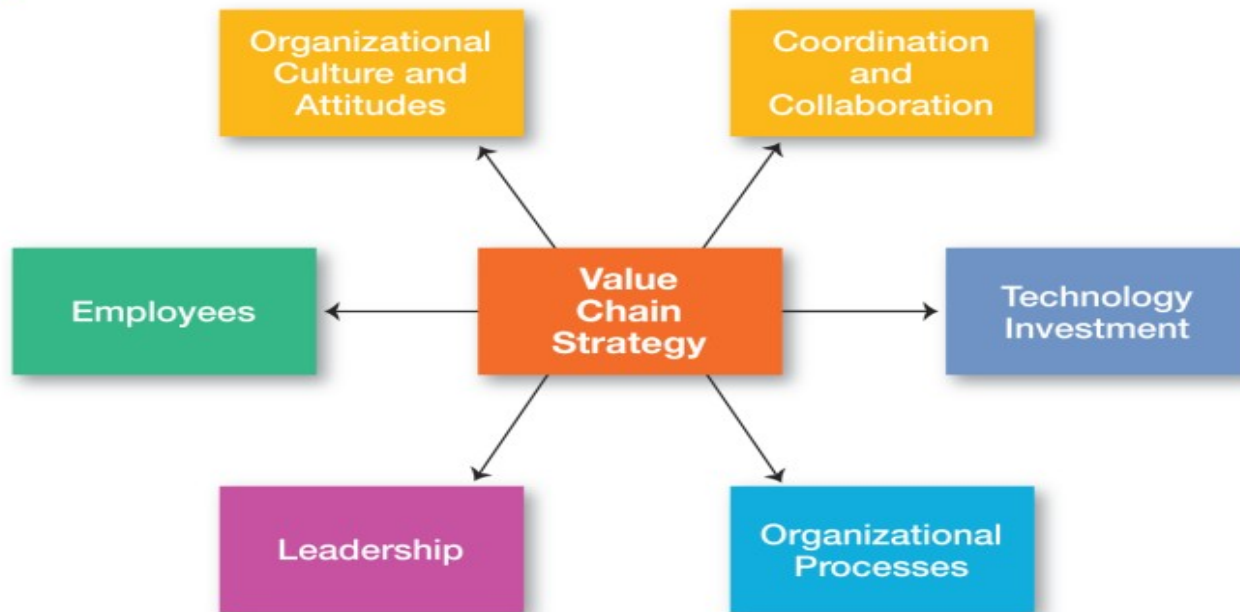 Organizational
Culture and
Attitudes
Coordination
and
Collaboration
Employees
Value
Chain
Strategy
Technology
Investment
Leadership
Organizational
Processes